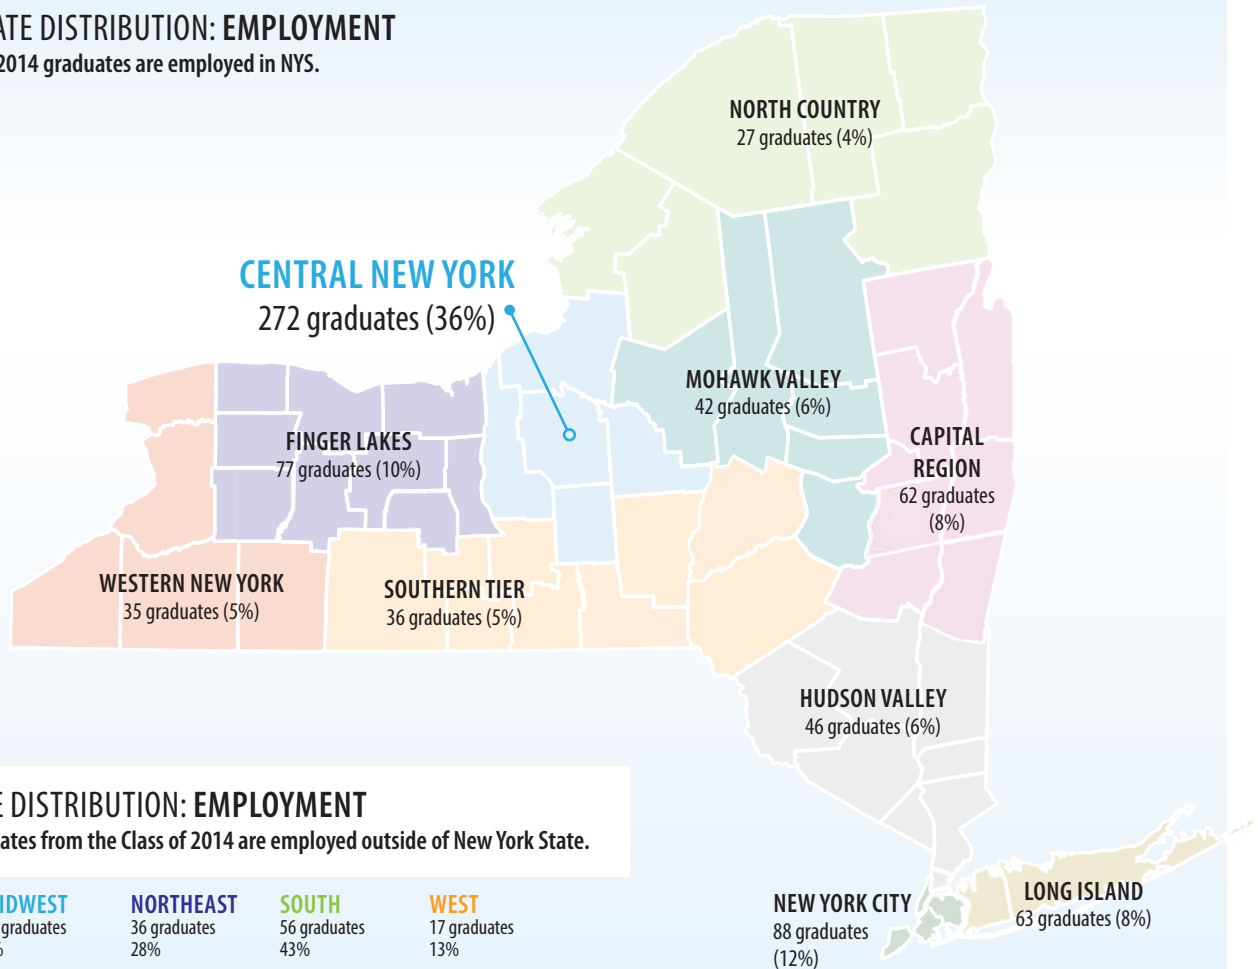 DISTRIBUTION: EMPLOYMENT
2014 graduates are employed in NYS.
NORTH COUNTRY
27 graduates (4%)
CENTRAL NEW YORK
272 graduates (36%)
MOHAWK VALLEY
42 graduates (6%)
FINGER LAKES
77 graduates (10%)
CAPITAL
REGION
62 graduates
(8%)
WESTERN NEW YORK
35 graduates (5%)
SOUTHERN TIER
36 graduates (5%)
HUDSON VALLEY
46 graduates (6%)
DISTRIBUTION: EMPLOYMENT
from the Class of 2014 are employed outside of New York State.
graduates
NORTHEAST
36 graduates
28%
SOUTH
56 graduates
43%
WEST
17 graduates
13%
NEW YORK CITY
88 graduates
(12%)
LONG ISLAND
63 graduates (8%)